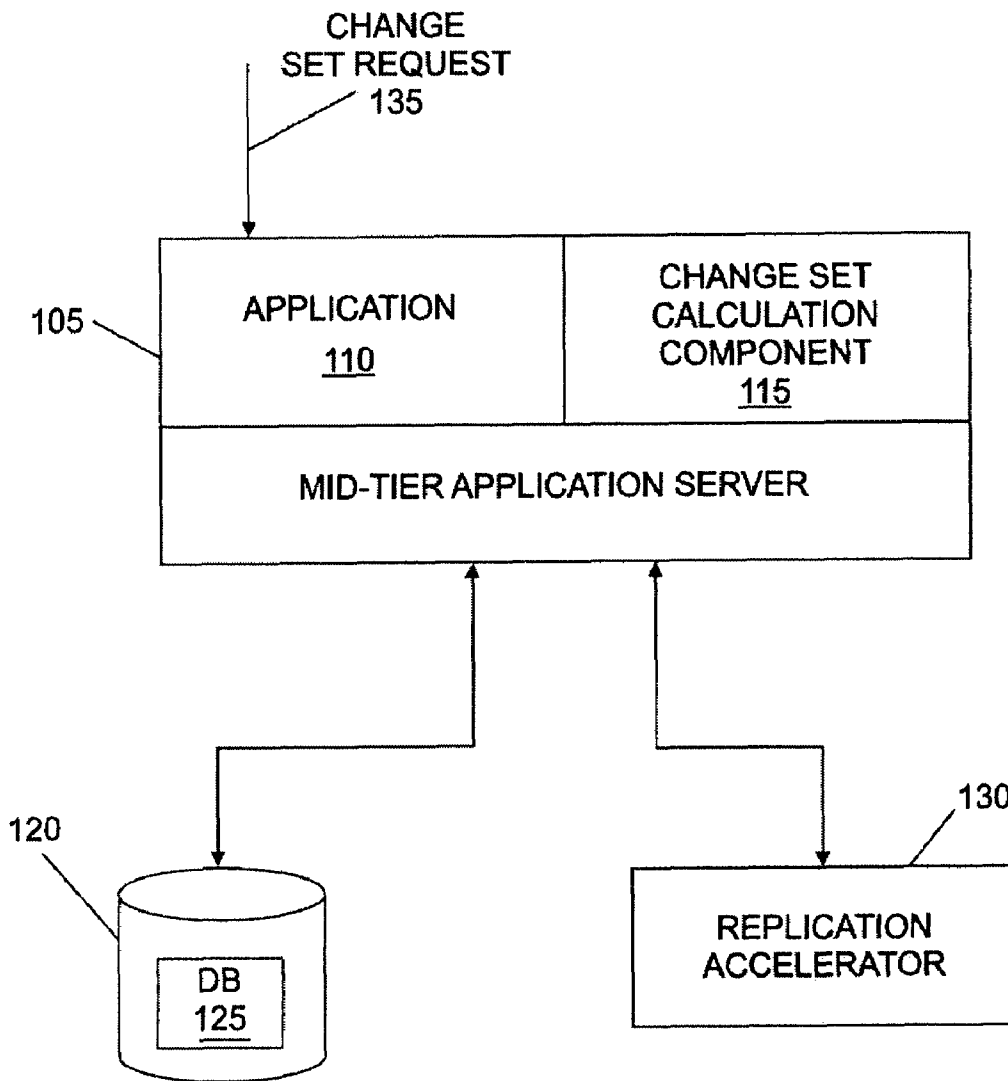 CHANGE
SET REQUEST
135
105
APPLICATION
110
CHANGE SET
CALCULATION
COMPONENT
115
MID-TIER APPLICATION SERVER
120
DB
125
130
REPLICATION
ACCELERATOR